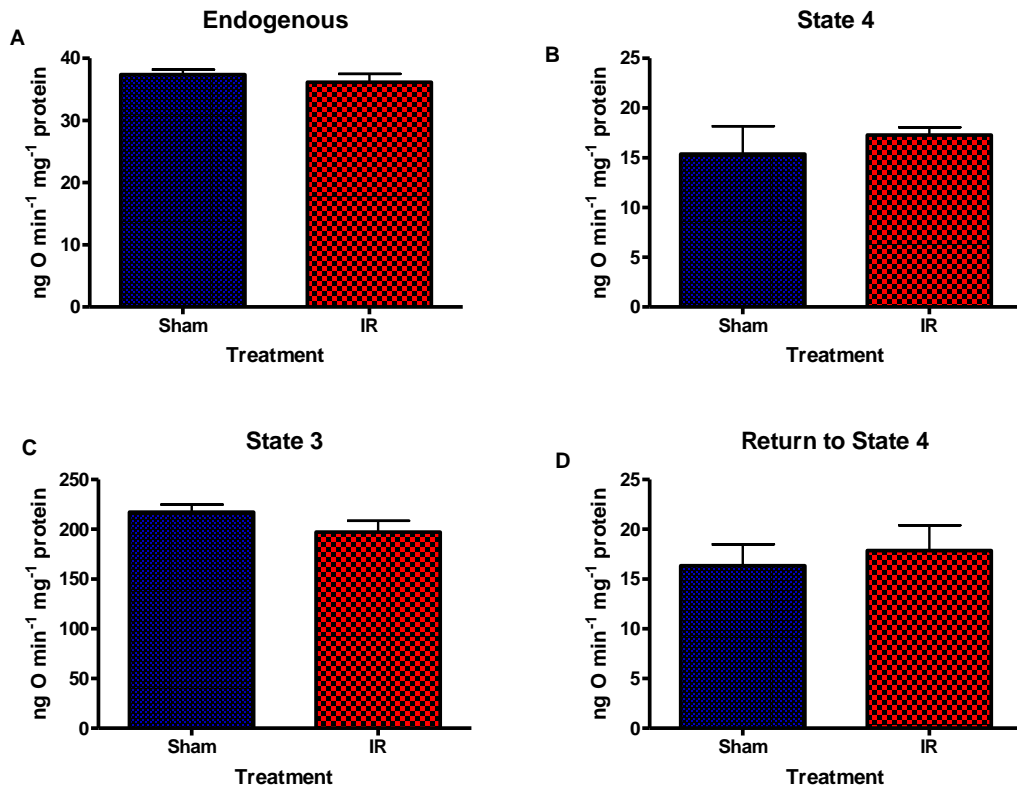 A
Endogenous
ng O min⁻¹ mg⁻¹ protein
40
30
20
10
0
Sham
IR
Treatment
B
State 4
ng O min⁻¹ mg⁻¹ protein
25
20
15
10
5
0
Sham
IR
Treatment
C
State 3
ng O min⁻¹ mg⁻¹ protein
250
200
150
100
50
0
Sham
IR
Treatment
D
Return to State 4
ng O min⁻¹ mg⁻¹ protein
25
20
15
10
5
0
Sham
IR
Treatment